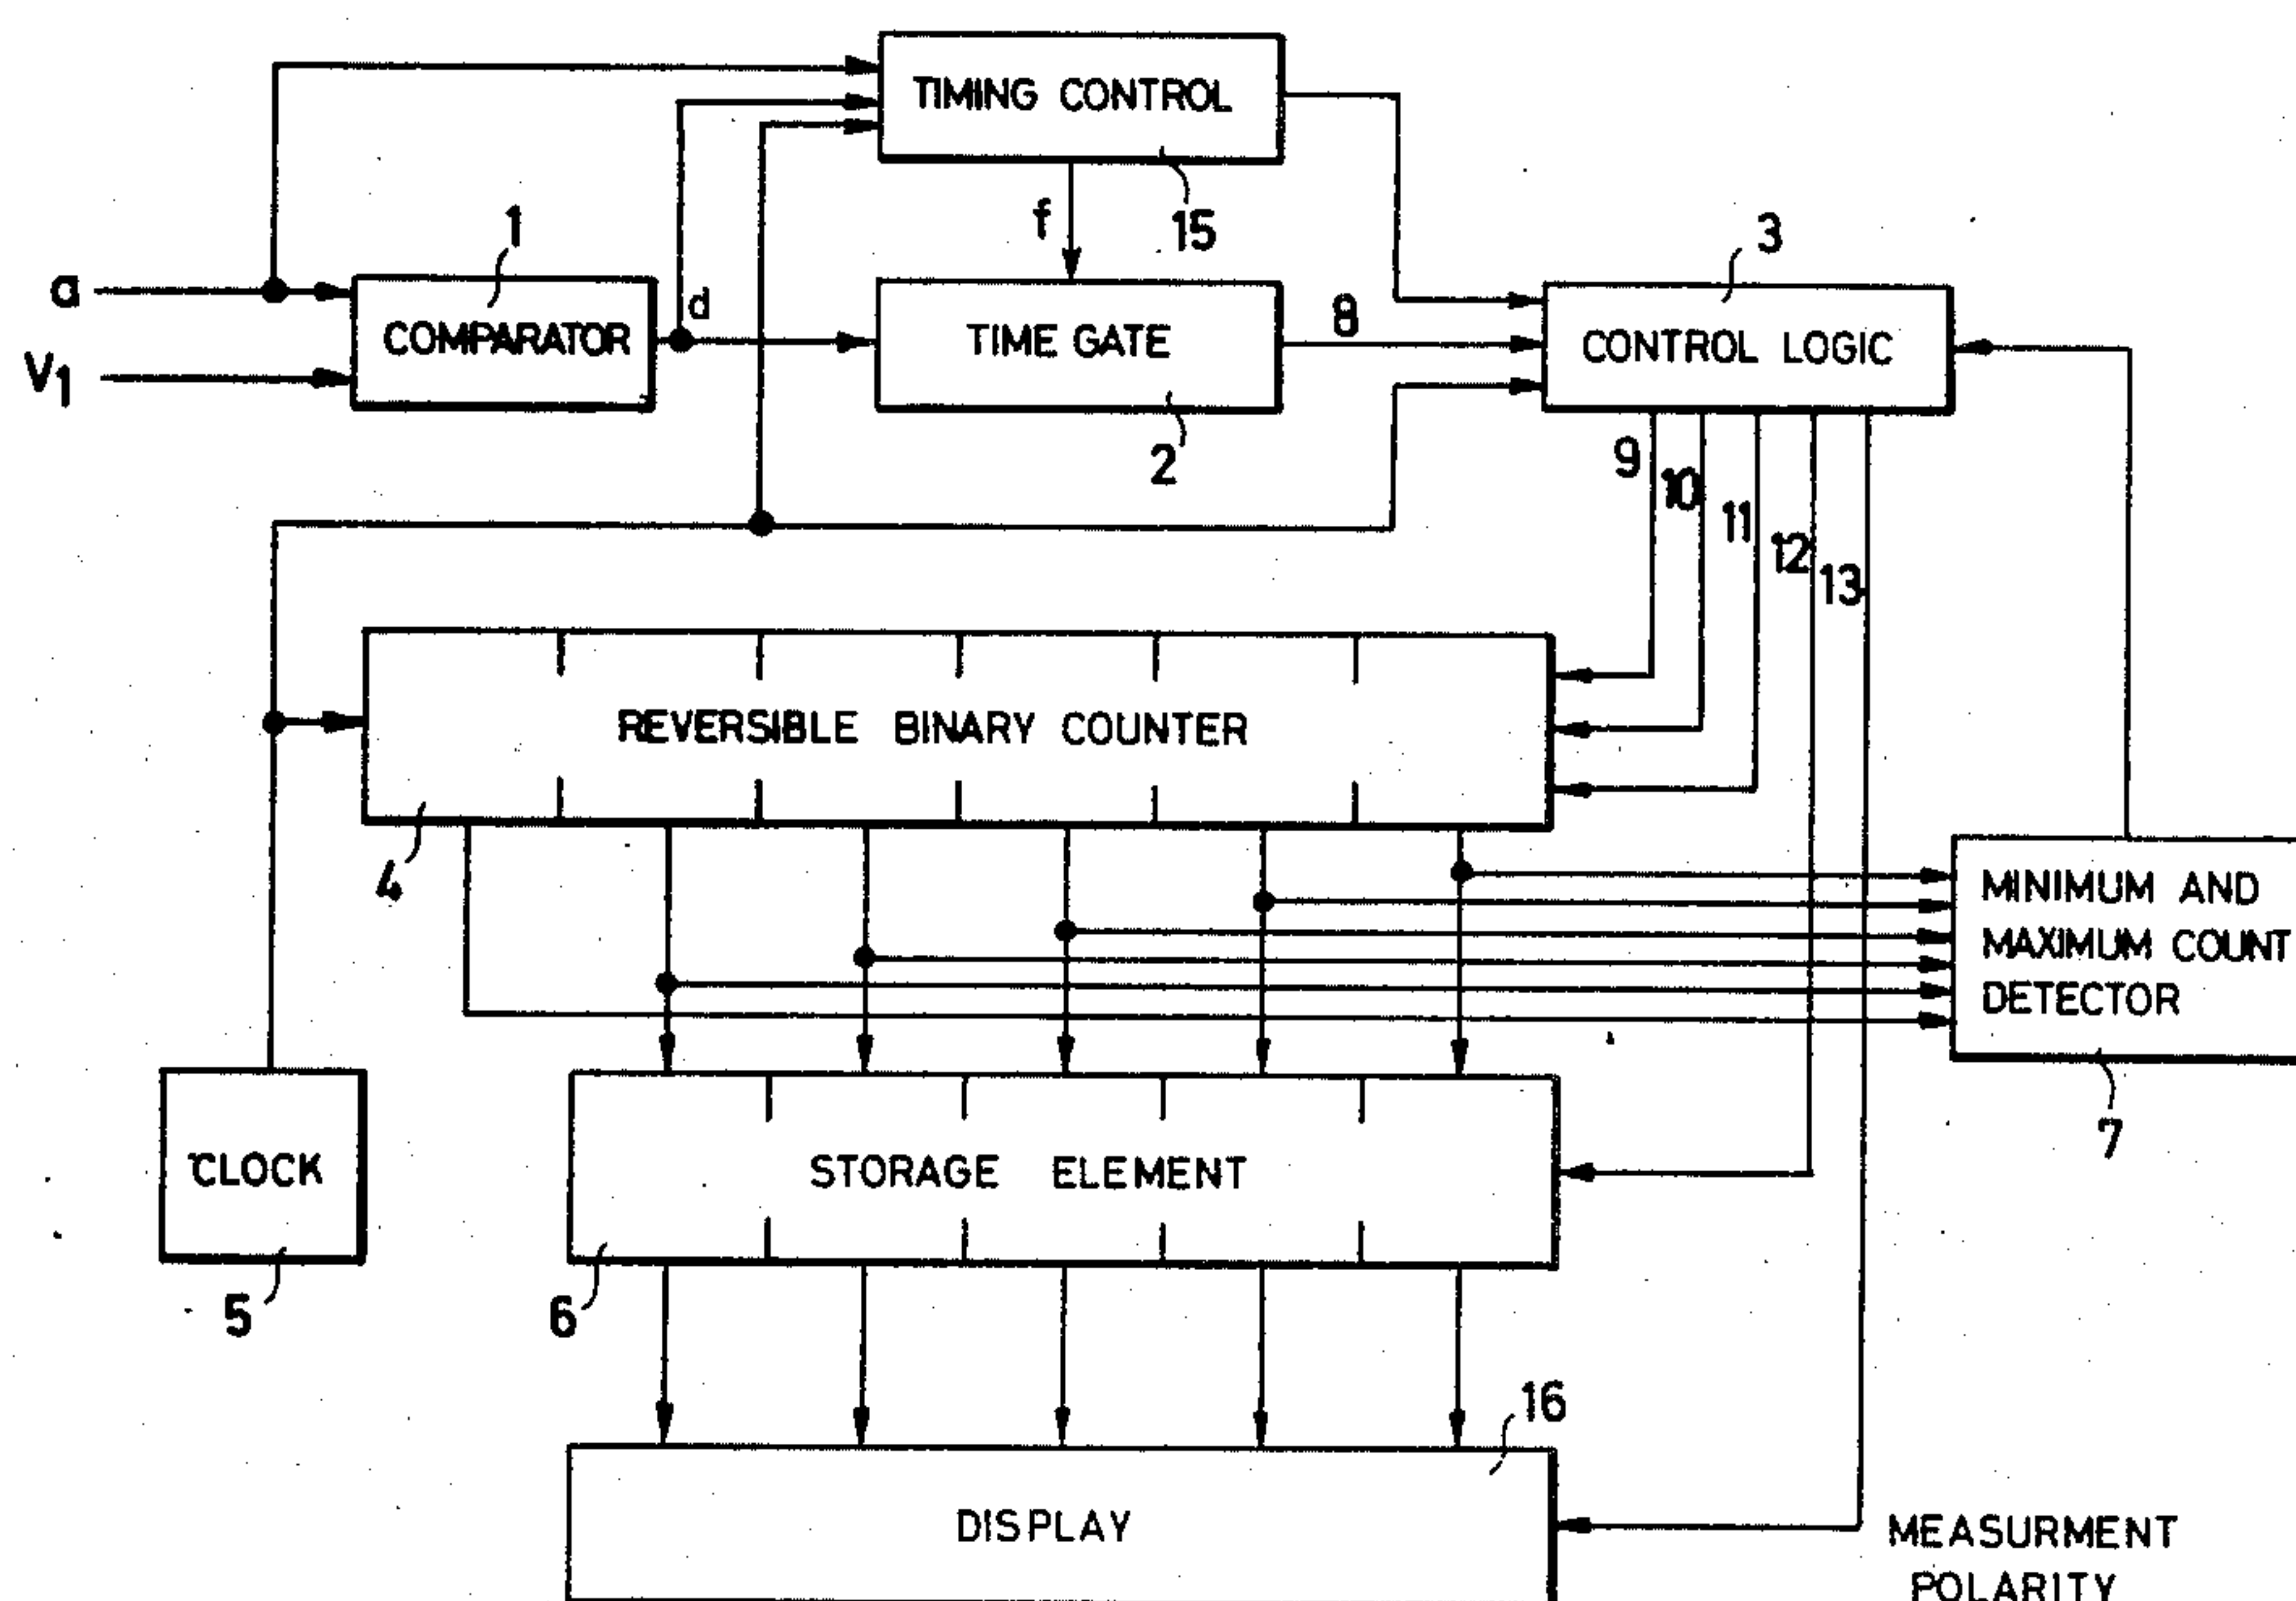 TIMING CONTROL
15
f
1
3
a
COMPARATOR
d
TIME GATE
8
CONTROL LOGIC
V1
2
9
10
11
12
13
REVERSIBLE BINARY COUNTER
4
MINIMUM AND
MAXIMUM COUNT
DETECTOR
7
CLOCK
5
STORAGE ELEMENT
6
16
DISPLAY
MEASURMENT
POLARITY